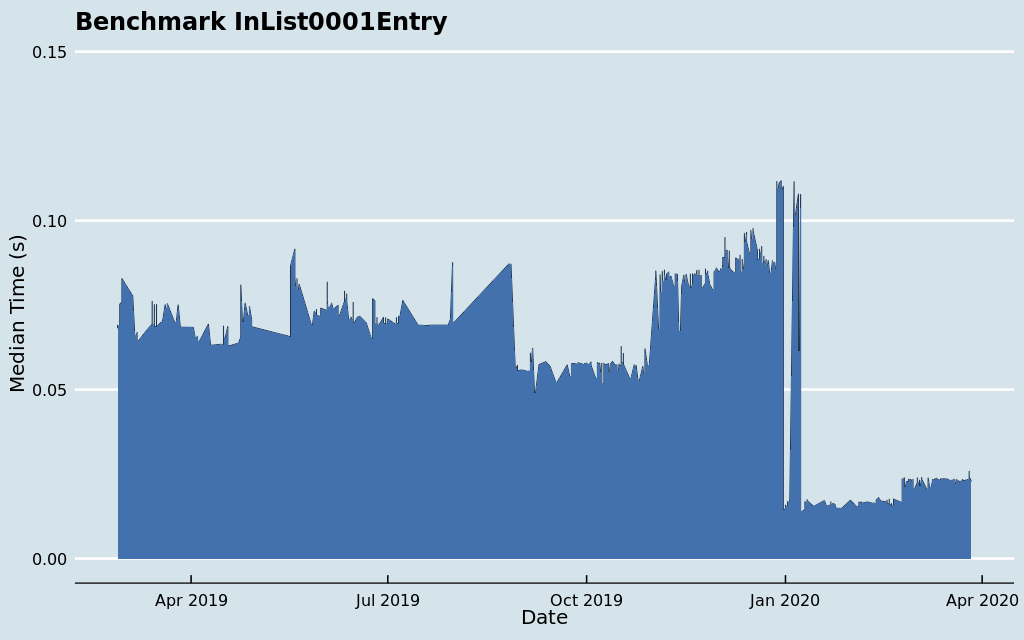 Benchmark InList0001Entry
0.15
0.10
0.05
0.00
Median Time (s)
Apr 2019
Jul 2019
Oct 2019
Jan 2020
Apr 2020
Date